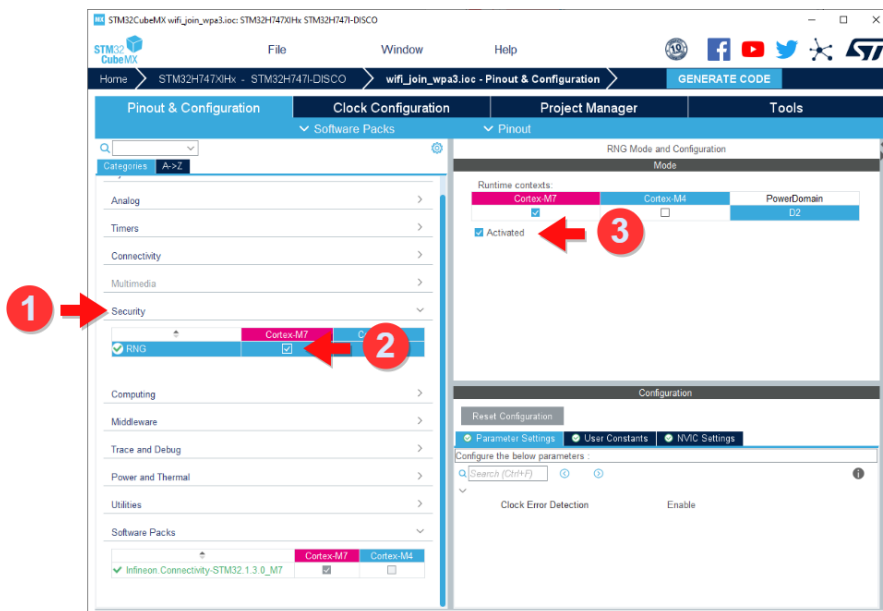 MX STM32CubeMX wifi_join_wpa3.ioc: STM32H747XIHx STM32H747I-DISCO
STM32 CubeMX
File Window Help
10
Home STM32H747XIHx - STM32H747I-DISCO wifi_join_wpa3.ioc - Pinout & Configuration GENERATE CODE
Pinout & Configuration Clock Configuration Project Manager Tools
Software Packs Pinout
Categories A->Z
RNG Mode and Configuration
Mode
Analog
Runtime contexts:
Cortex-M7 Cortex-M4 PowerDomain
D2
Timers
Activated
3
Connectivity
Multimedia
1
Security
Cortex-M7
RNG
2
Computing
Middleware
Trace and Debug
Power and Thermal
Utilities
Software Packs
Cortex-M7 Cortex-M4
Infineon.Connectivity-STM32.1.3.0_M7
Configuration
Reset Configuration
Parameter Settings User Constants NVIC Settings
Configure the below parameters :
Search (Ctrl+F)
Clock Error Detection Enable